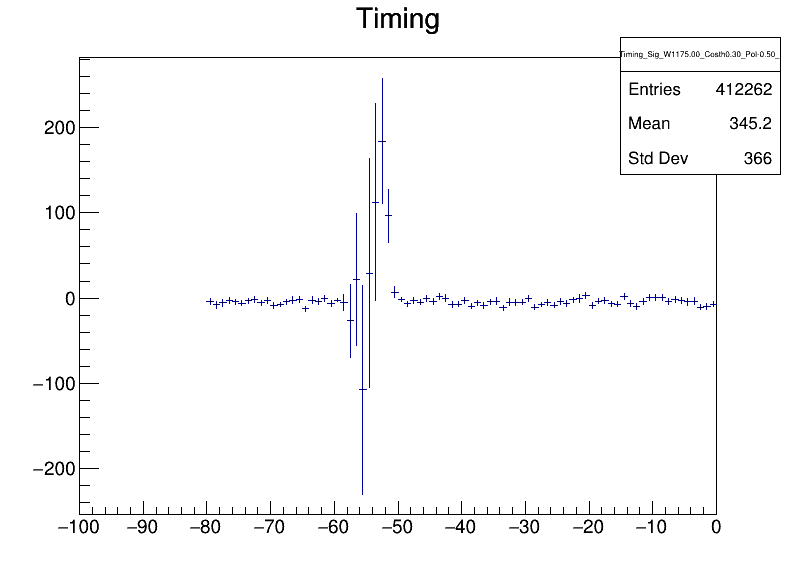 Timing
Timing_Sig_W1175.00_Costh0.30_Pol-0.50_
Entries 412262
Mean 345.2
Std Dev 366
200
100
0
−100
−200
−100 −90 −80 −70 −60 −50 −40 −30 −20 −10 0